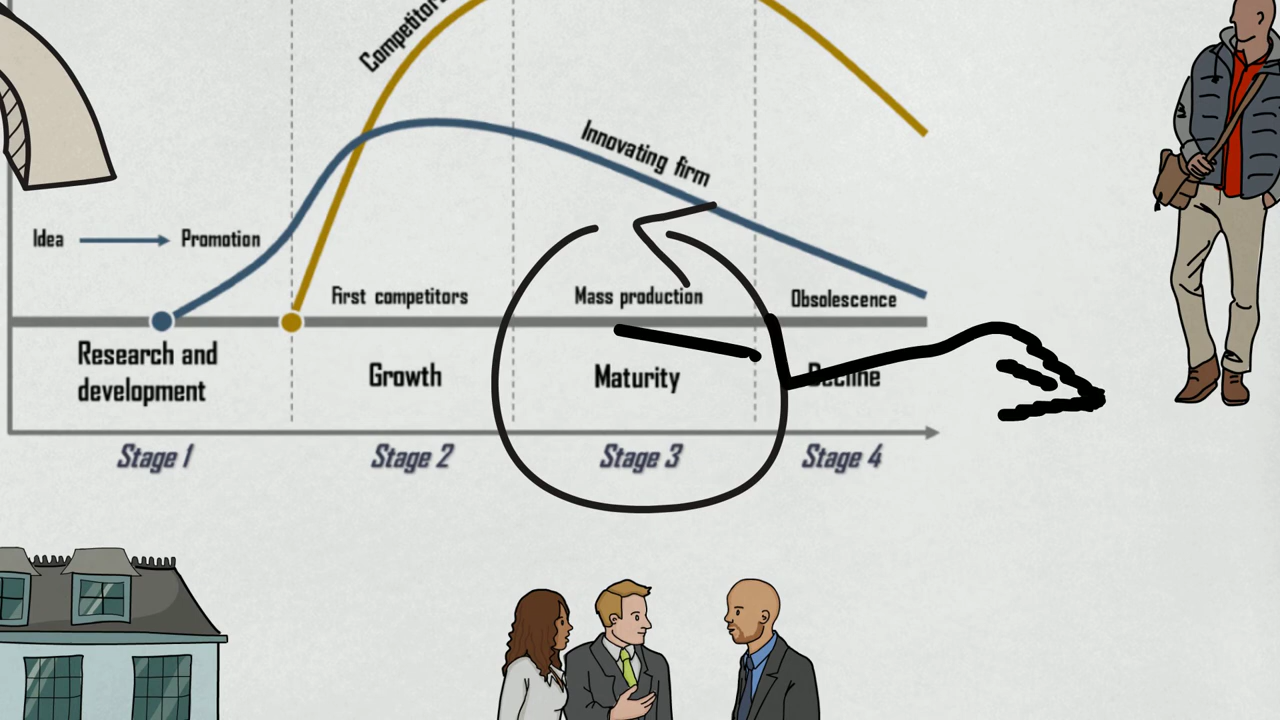 Competitors
Innovating firm
Idea
Promotion
First competitors
Mass production
Obsolescence
Research and
development
Growth
Maturity
Decline
Stage 1
Stage 2
Stage 3
Stage 4